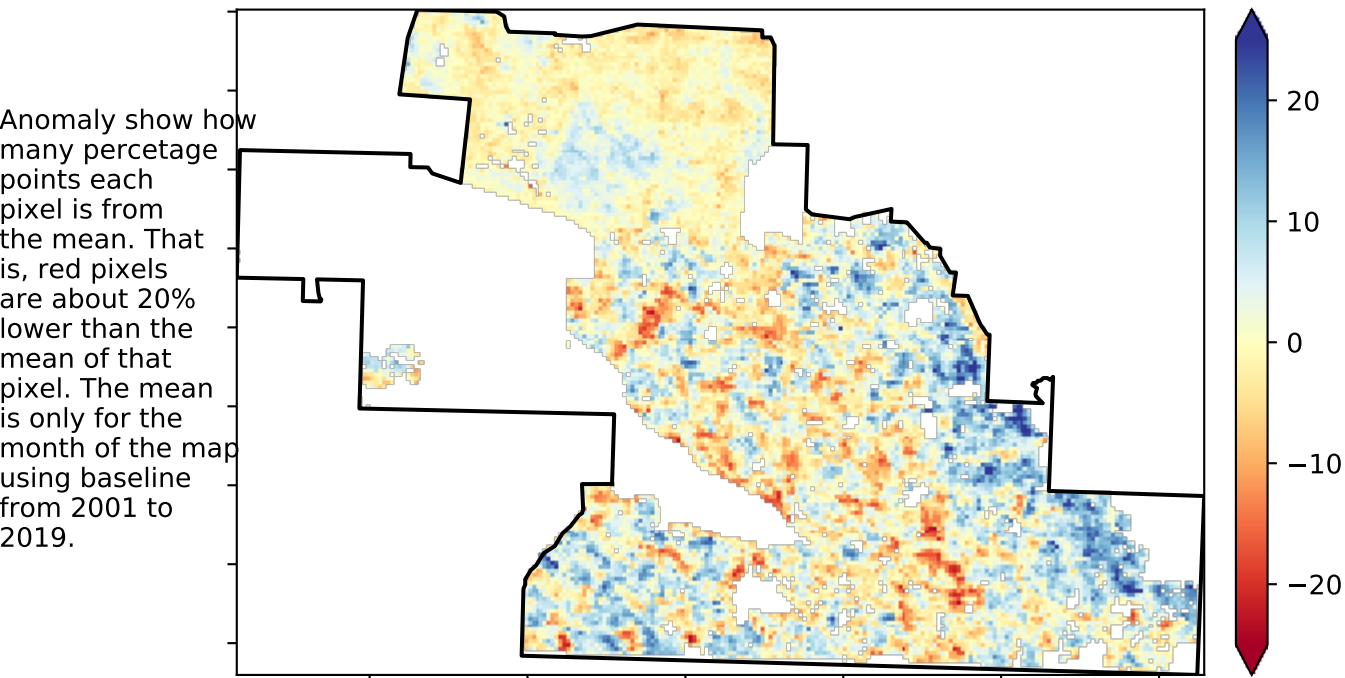 Anomaly show how
many percetage
points each
pixel is from
the mean. That
is, red pixels
are about 20%
lower than the
mean of that
pixel. The mean
is only for the
month of the map
using baseline
from 2001 to
2019.
20
10
0
−10
−20